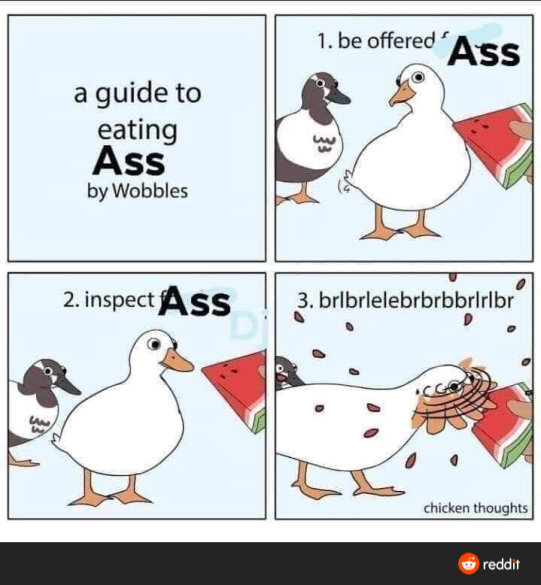 a guide to
eating
Ass
by Wobbles
1. be offered Ass
2. inspect Ass
3. brlbrlelebrbrbbrlrlbr
chicken thoughts
reddit